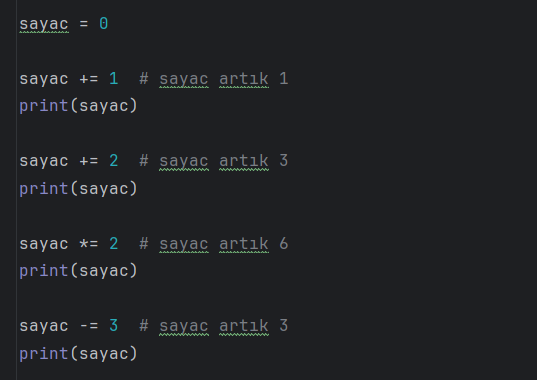 sayac = 0
sayac += 1  # sayac artık 1
print(sayac)
sayac += 2  # sayac artık 3
print(sayac)
sayac *= 2  # sayac artık 6
print(sayac)
sayac -= 3  # sayac artık 3
print(sayac)